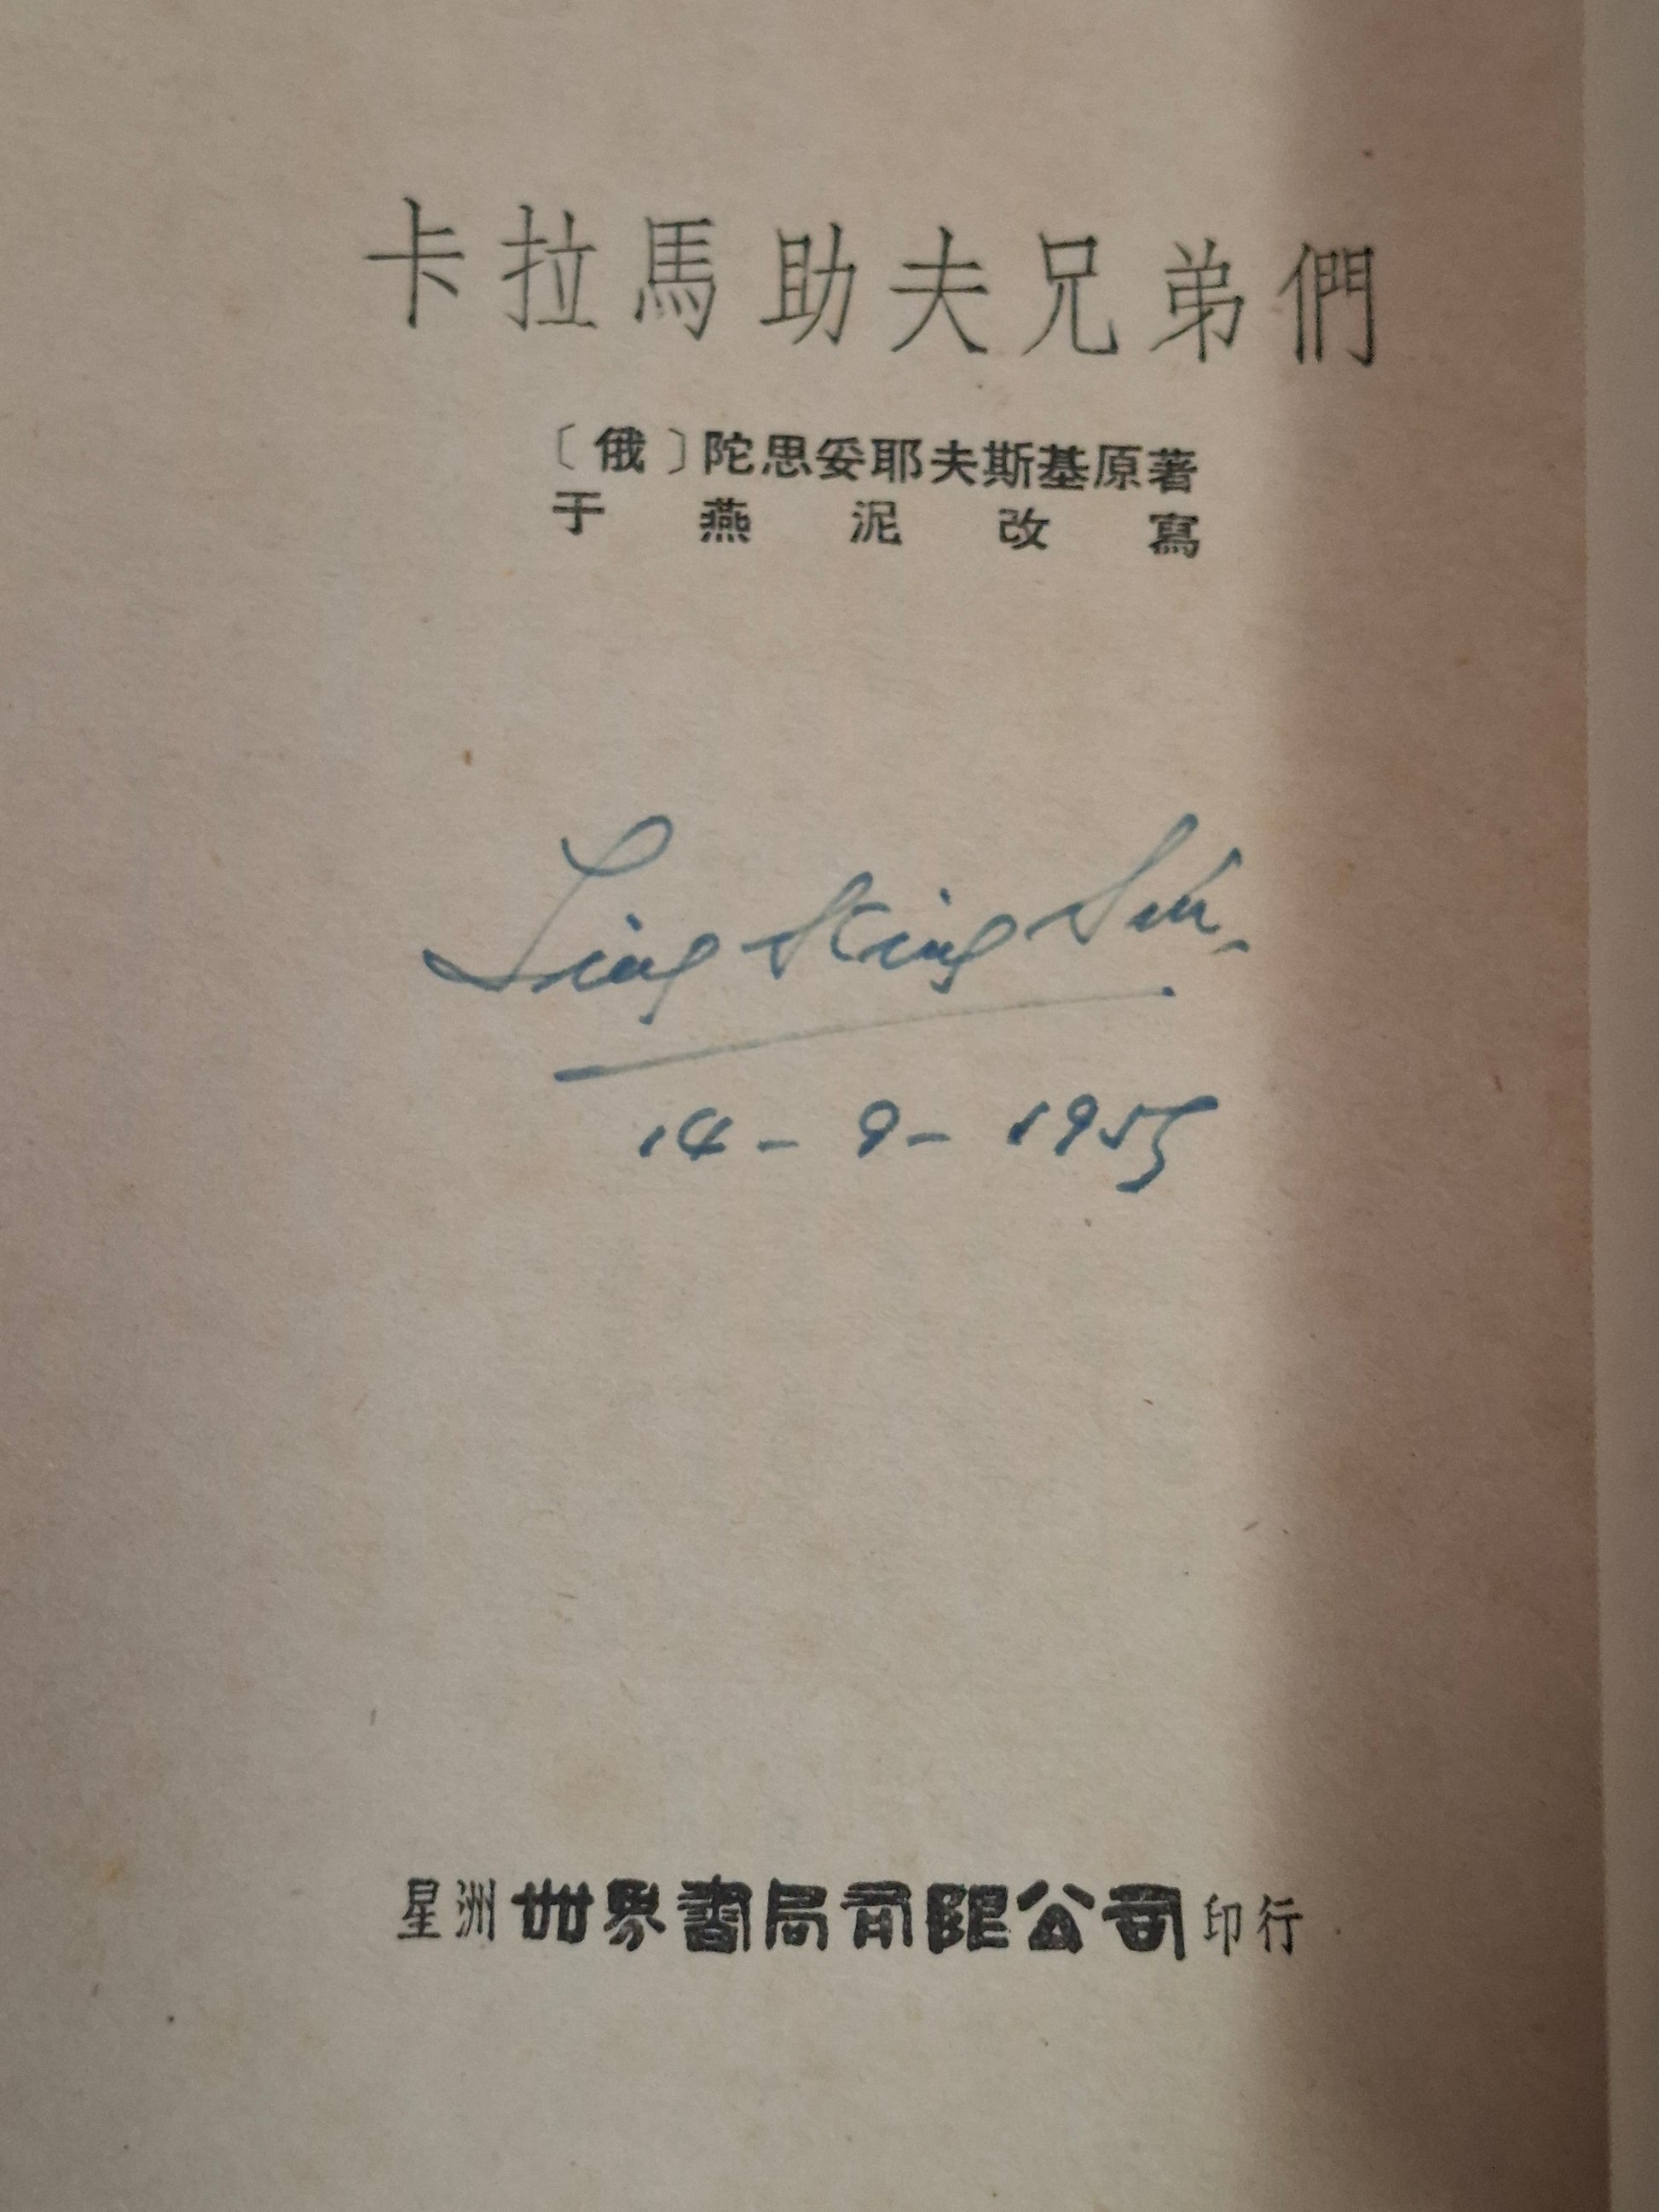 卡拉馬助夫兄弟們
〔俄〕陀思妥耶夫斯基原著
于燕泥改寫
Ling
14-9-1955
星洲世界書局有限公司印行